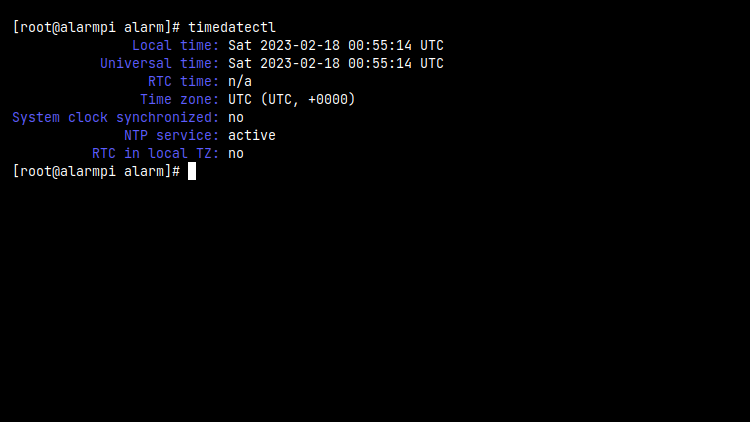 [root@alarmpi alarm]# timedatectl
Local time: Sat 2023-02-18 00:55:14 UTC
Universal time: Sat 2023-02-18 00:55:14 UTC
RTC time: n/a
Time zone: UTC (UTC, +0000)
System clock synchronized: no
NTP service: active
RTC in local TZ: no
[root@alarmpi alarm]#